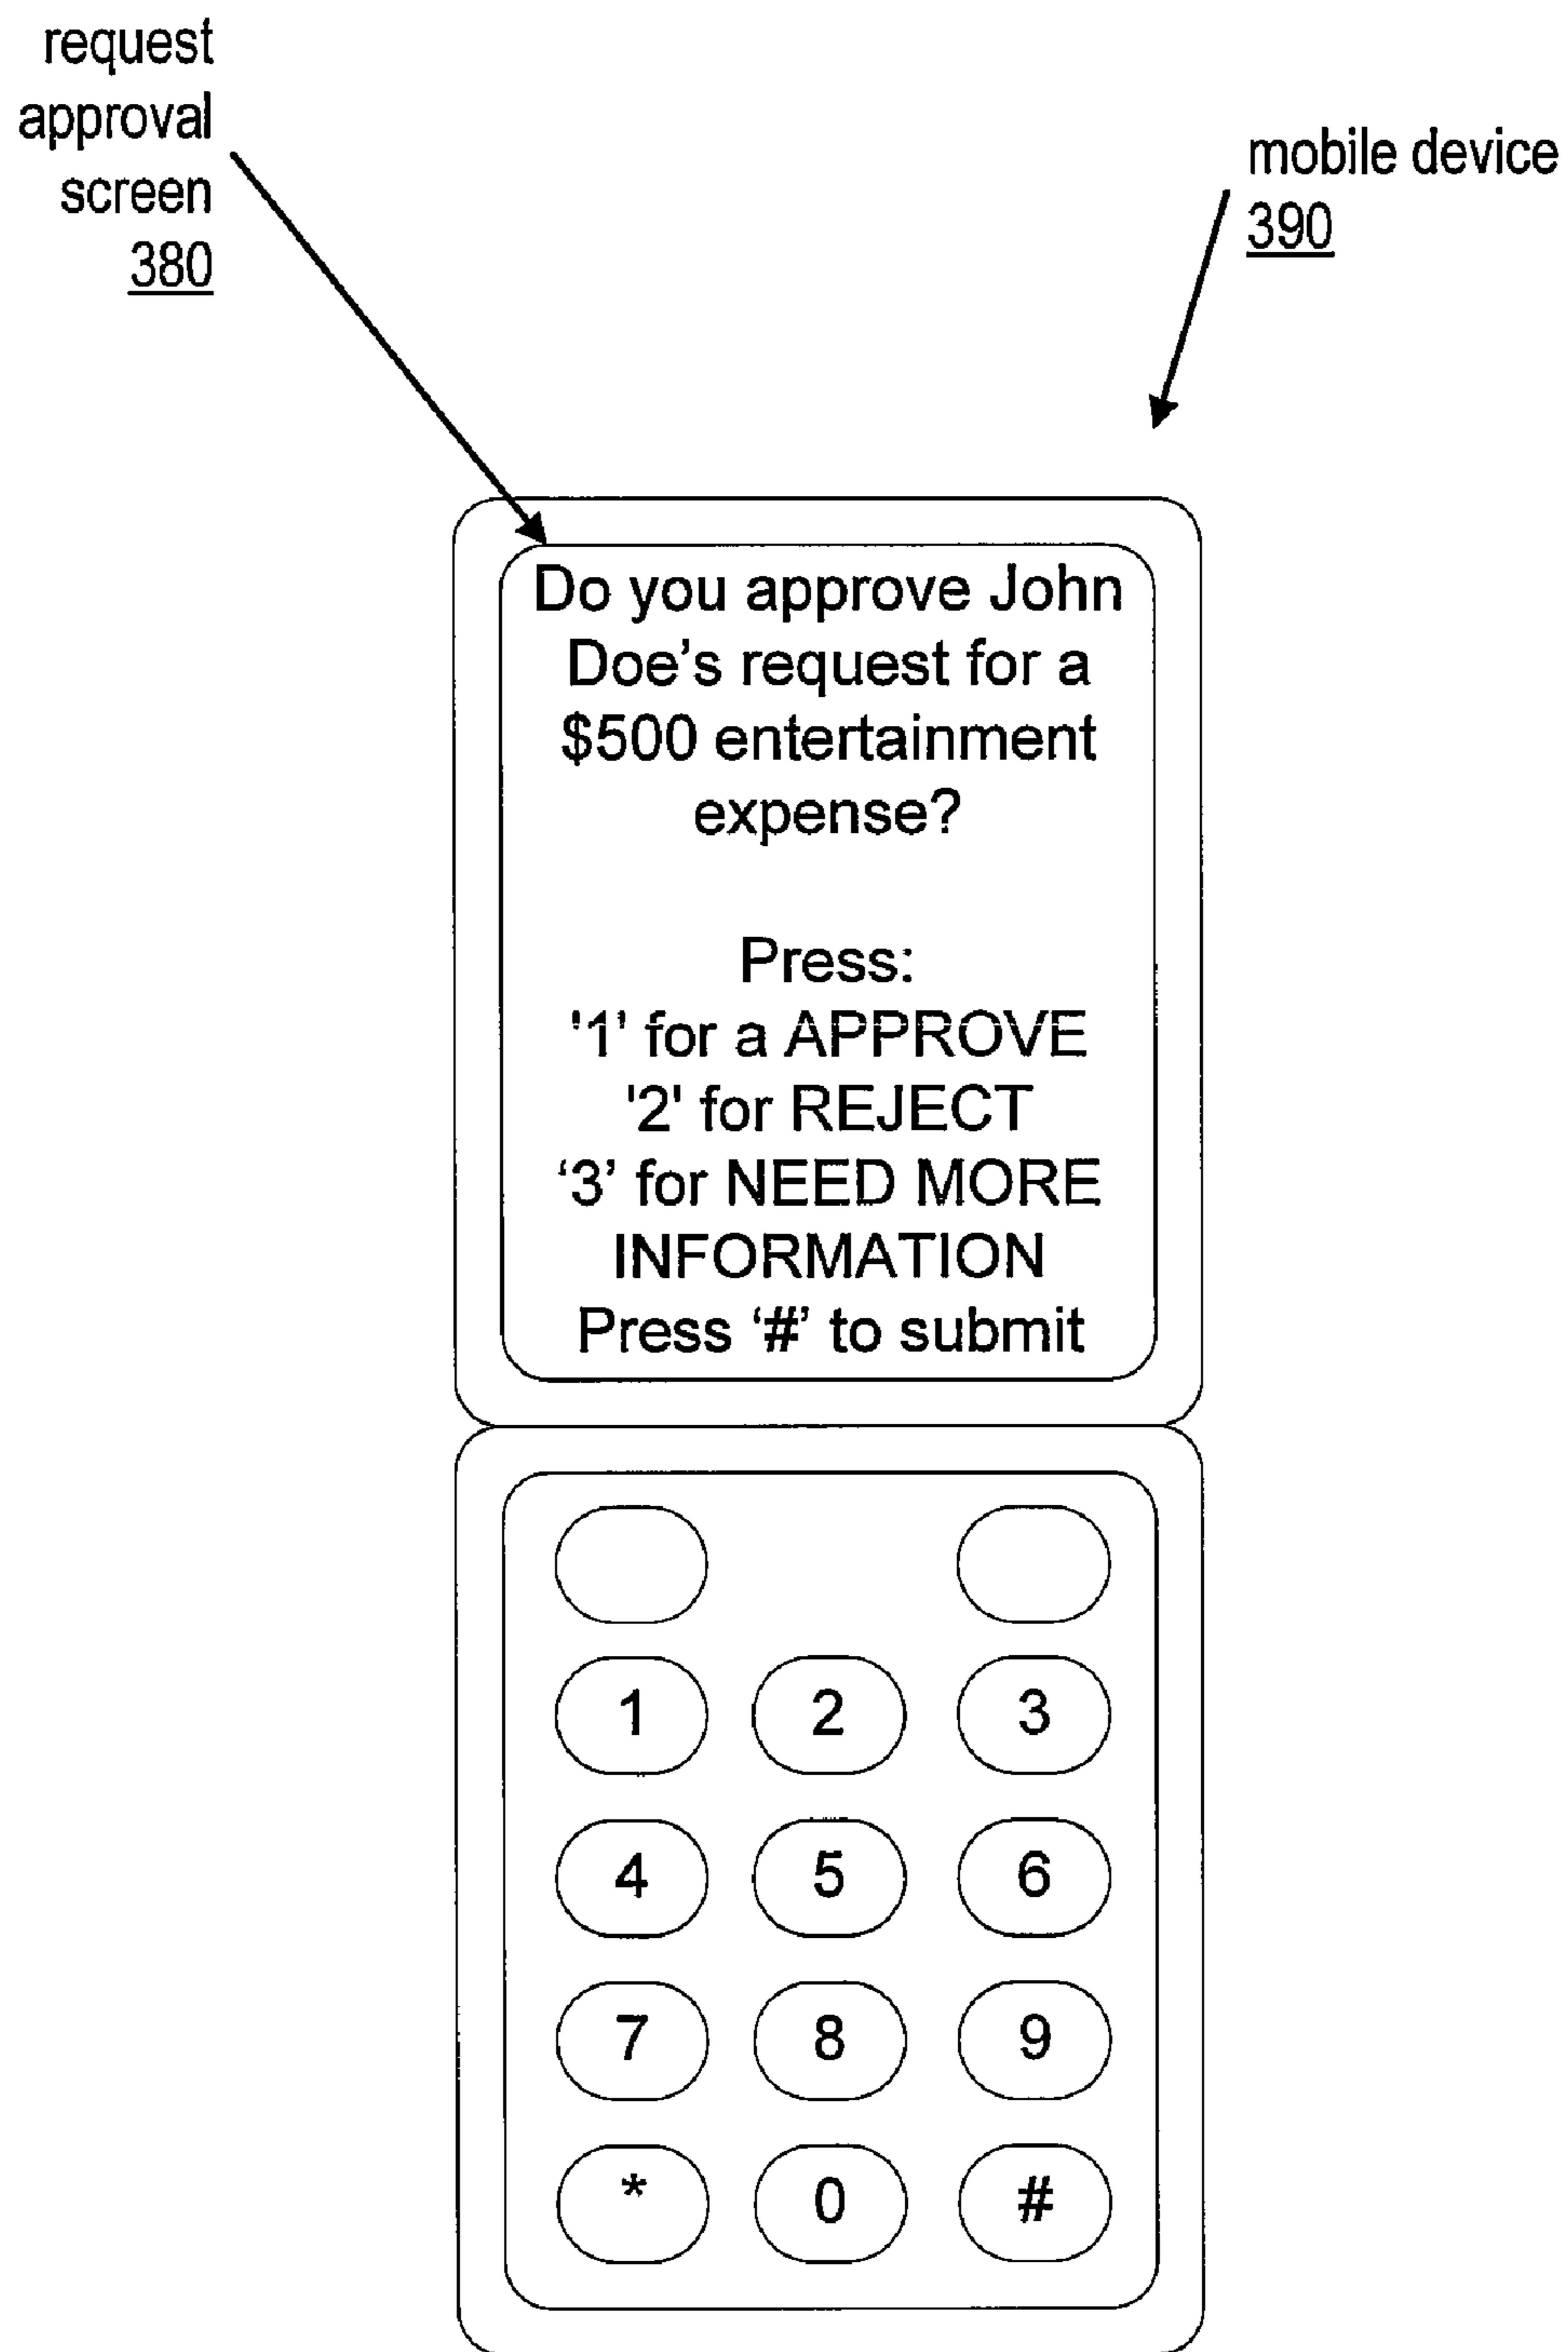 request
approval
screen
380
mobile device
390
Do you approve John
Doe’s request for a
$500 entertainment
expense?
Press:
'1' for a APPROVE
'2' for REJECT
‘3’ for NEED MORE
INFORMATION
Press ‘#’ to submit
1 2 3
4 5 6
7 8 9
* 0 #